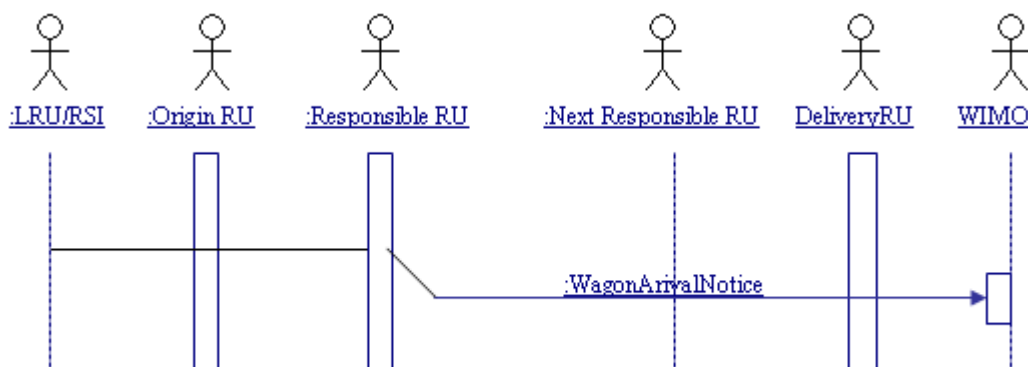 :LRU/RSI :Origin RU :Responsible RU :Next Responsible RU DeliveryRU WIMO
:WagonArivalNotice